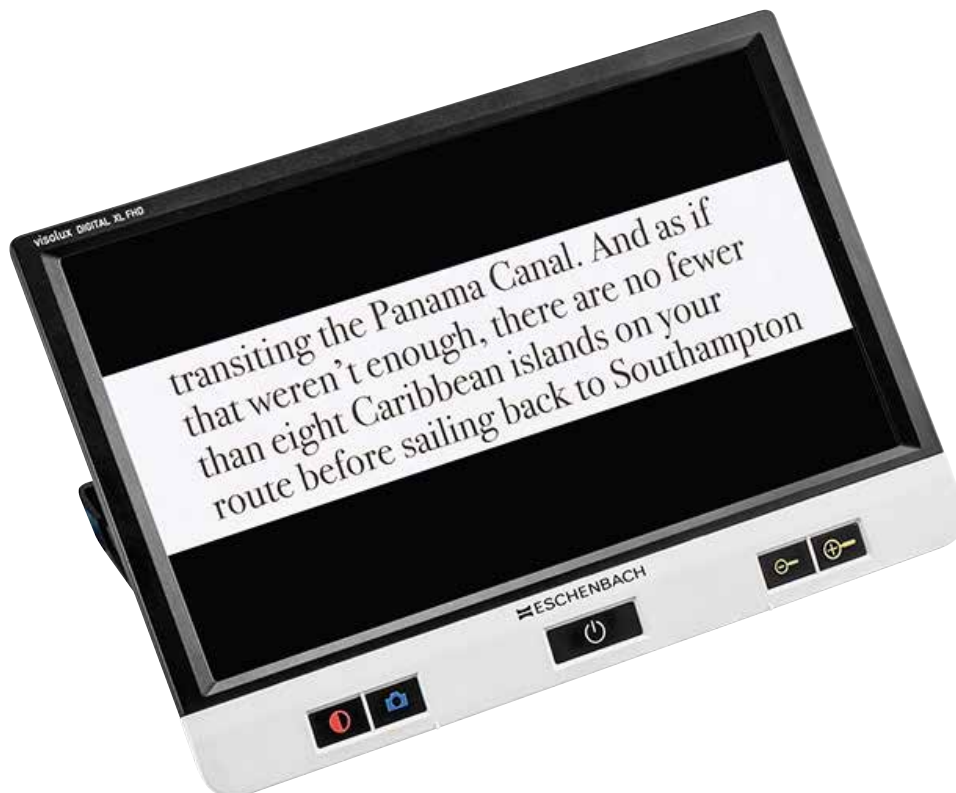 visolux DIGITAL XL FHD
transiting the Panama Canal. And as if
that weren't enough, there are no fewer
than eight Caribbean islands on your
route before sailing back to Southampton
ESCHENBACH